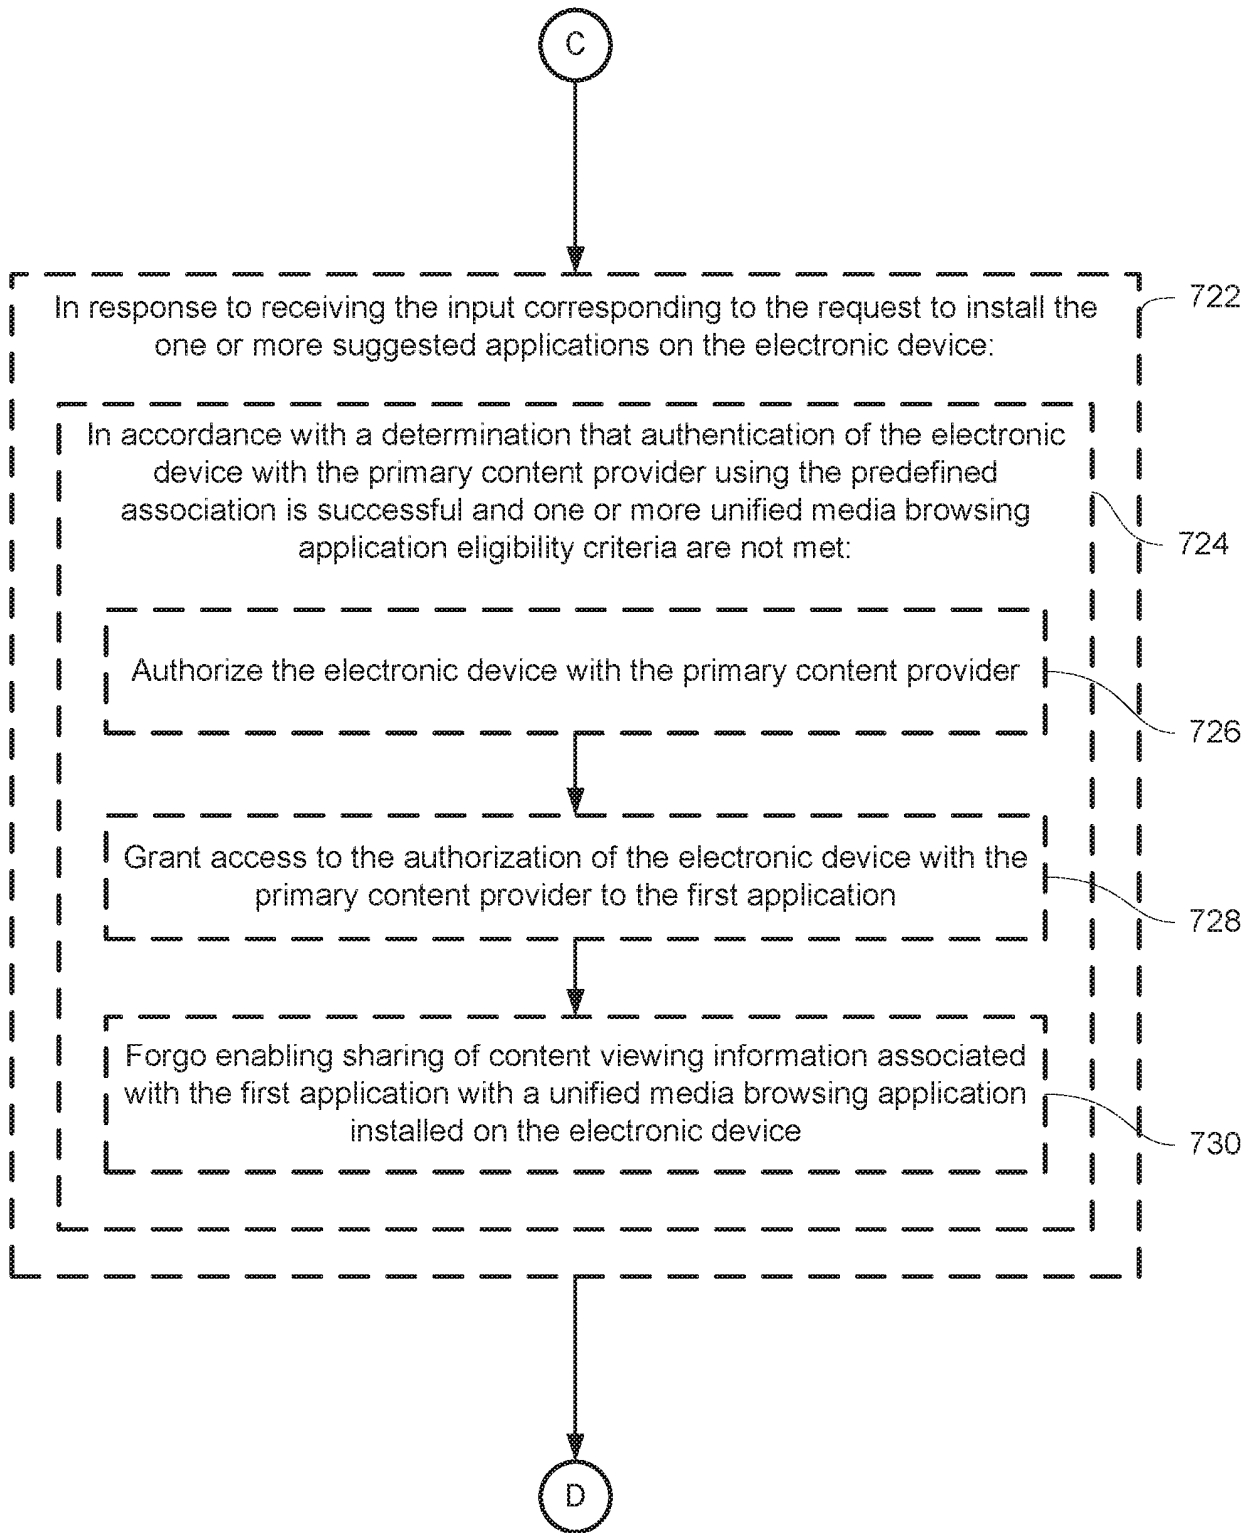 C
In response to receiving the input corresponding to the request to install the
one or more suggested applications on the electronic device:
722
In accordance with a determination that authentication of the electronic
device with the primary content provider using the predefined
association is successful and one or more unified media browsing
application eligibility criteria are not met:
724
Authorize the electronic device with the primary content provider
726
Grant access to the authorization of the electronic device with the
primary content provider to the first application
728
Forgo enabling sharing of content viewing information associated
with the first application with a unified media browsing application
installed on the electronic device
730
D